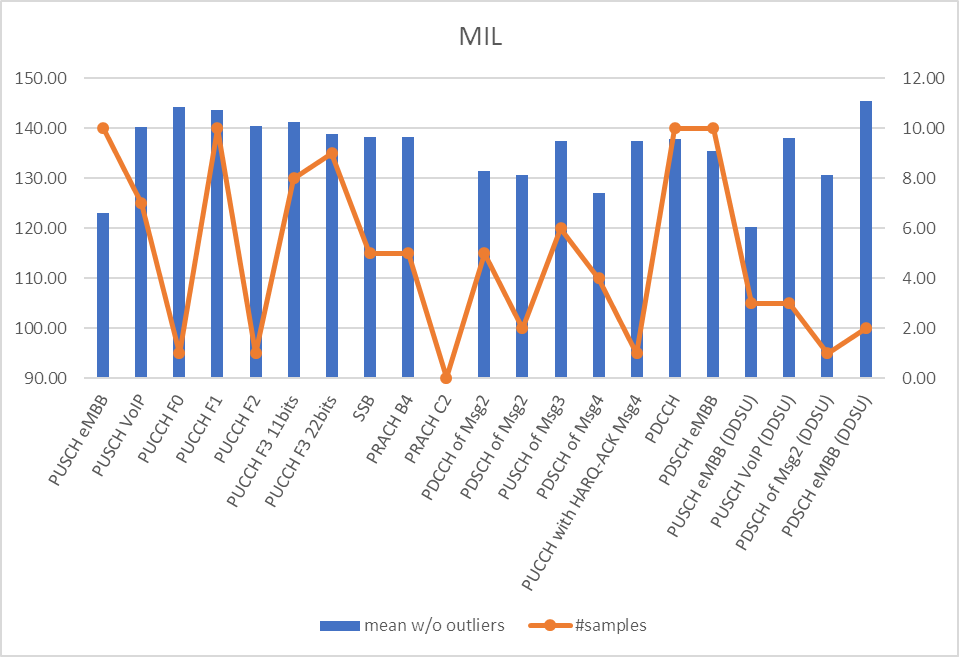 MIL
150.00
140.00
130.00
120.00
110.00
100.00
90.00
12.00
10.00
8.00
6.00
4.00
2.00
0.00
PUSCH eMBB
PUSCH VoIP
PUCCH F0
PUCCH F1
PUCCH F2
PUCCH F3 11bits
PUCCH F3 22bits
SSB
PRACH B4
PRACH C2
PDCCH of Msg2
PDSCH of Msg2
PUSCH of Msg3
PDSCH of Msg4
PUCCH with HARQ-ACK Msg4
PDCCH
PDSCH eMBB
PUSCH eMBB (DDSU)
PUSCH VoIP (DDSU)
PDSCH of Msg2 (DDSU)
PDSCH eMBB (DDSU)
mean w/o outliers
#samples